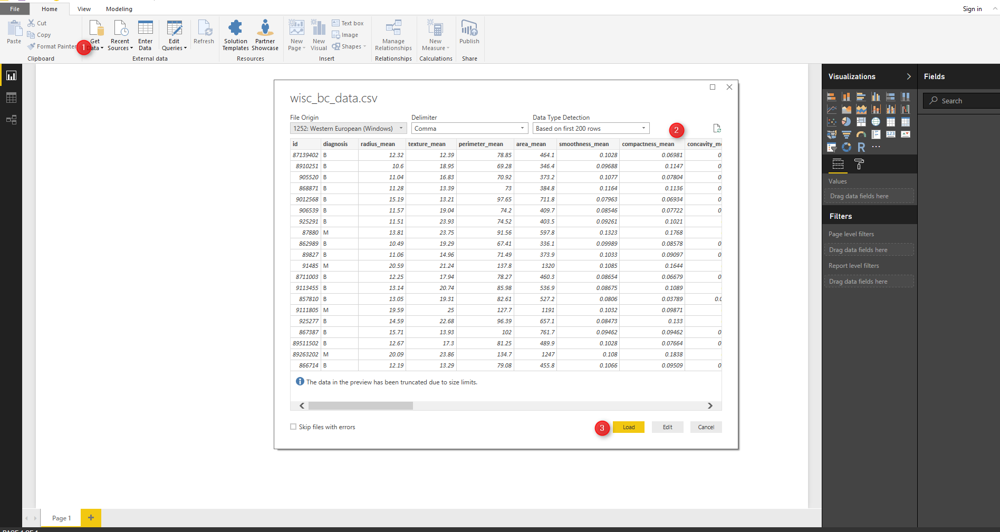 File Home View Modeling Sign in
Paste
Cut
Copy
Format Painter
Clipboard
1
Get Data
Recent Sources
Enter Data
Edit Queries
External data
Refresh
Solution Templates
Partner Showcase
Resources
New Page
New Visual
Text box
Image
Shapes
Insert
Manage Relationships
Relationships
New Measure
Calculations
Publish
Share
wisc_bc_data.csv
File Origin Delimiter Data Type Detection
1252: Western European (Windows) Comma Based on first 200 rows
2
id diagnosis radius_mean texture_mean perimeter_mean area_mean smoothness_mean compactness_mean concavity_m
87139402 B 12.32 12.39 78.85 464.1 0.1028 0.06981 0
8910251 B 10.6 18.95 69.28 346.4 0.09688 0.1147 0
905520 B 11.04 16.83 70.92 373.2 0.1077 0.07804 0
868871 B 11.28 13.39 73 384.8 0.1164 0.1136 0
9012568 B 15.19 13.21 97.65 711.8 0.07963 0.06934 0
906539 B 11.57 19.04 74.2 409.7 0.08546 0.07722 0
925291 B 11.51 23.93 74.52 403.5 0.09261 0.1021
87880 M 13.81 23.75 91.56 597.8 0.1323 0.1768
862989 B 10.49 19.29 67.41 336.1 0.09989 0.08578 0
89827 B 11.06 14.96 71.49 373.9 0.1033 0.09097 0
91485 M 20.59 21.24 137.8 1320 0.1085 0.1644
8711003 B 12.25 17.94 78.27 460.3 0.08654 0.06679 0
9113455 B 13.14 20.74 85.98 536.9 0.08675 0.1089
857810 B 13.05 19.31 82.61 527.2 0.0806 0.03789 0.0
9111805 M 19.59 25 127.7 1191 0.1032 0.09871
925277 B 14.59 22.68 96.39 657.1 0.08473 0.133
867387 B 15.71 13.93 102 761.7 0.09462 0.09462 0
89511502 B 12.67 17.3 81.25 489.9 0.1028 0.07664 0
89263202 M 20.09 23.86 134.7 1247 0.108 0.1838
866714 B 12.19 13.29 79.08 455.8 0.1066 0.09509 0
The data in the preview has been truncated due to size limits.
Skip files with errors
3
Load Edit Cancel
Visualizations
R
123
Values
Drag data fields here
Filters
Page level filters
Drag data fields here
Report level filters
Drag data fields here
Fields
Search
Page 1
PAGE 1 OF 1